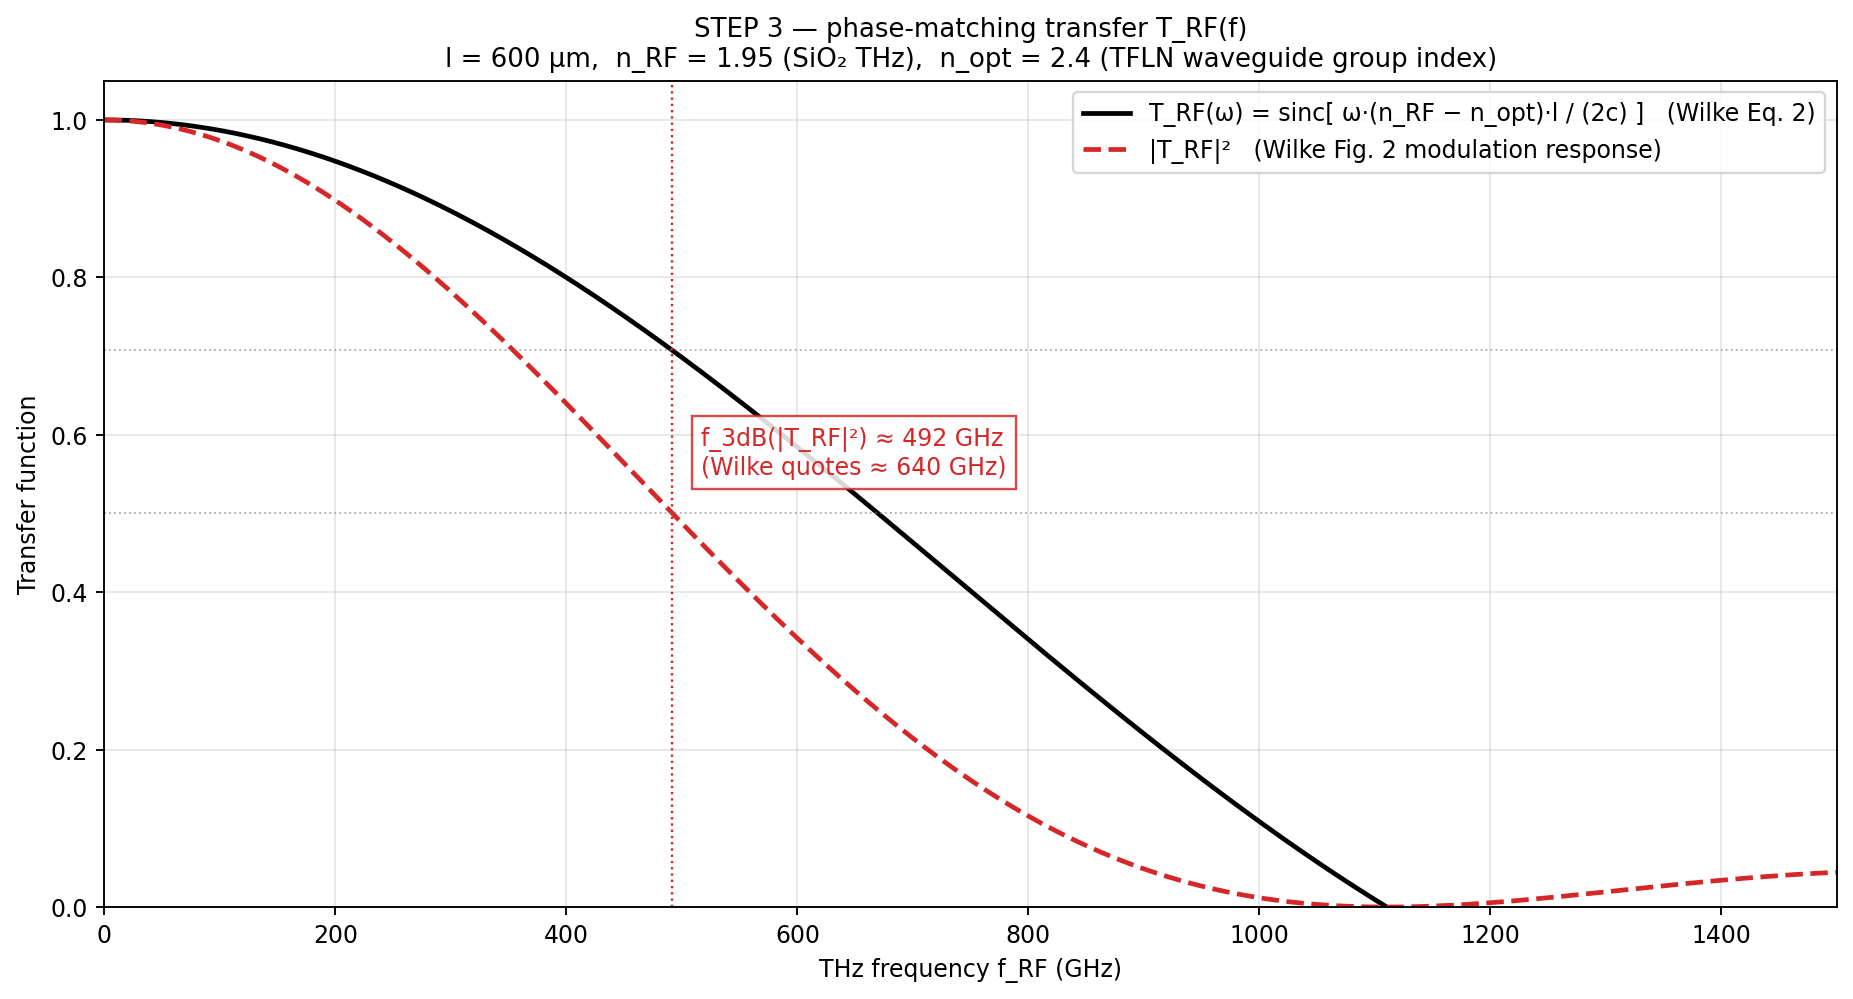 STEP 3 — phase-matching transfer T_RF(f)
l = 600 µm,  n_RF = 1.95 (SiO₂ THz),  n_opt = 2.4 (TFLN waveguide group index)
T_RF(ω) = sinc[ ω·(n_RF − n_opt)·l / (2c) ]   (Wilke Eq. 2)
|T_RF|²   (Wilke Fig. 2 modulation response)
f_3dB(|T_RF|²) ≈ 492 GHz
(Wilke quotes ≈ 640 GHz)
Transfer function
1.0
0.8
0.6
0.4
0.2
0.0
0
200
400
600
800
1000
1200
1400
THz frequency f_RF (GHz)